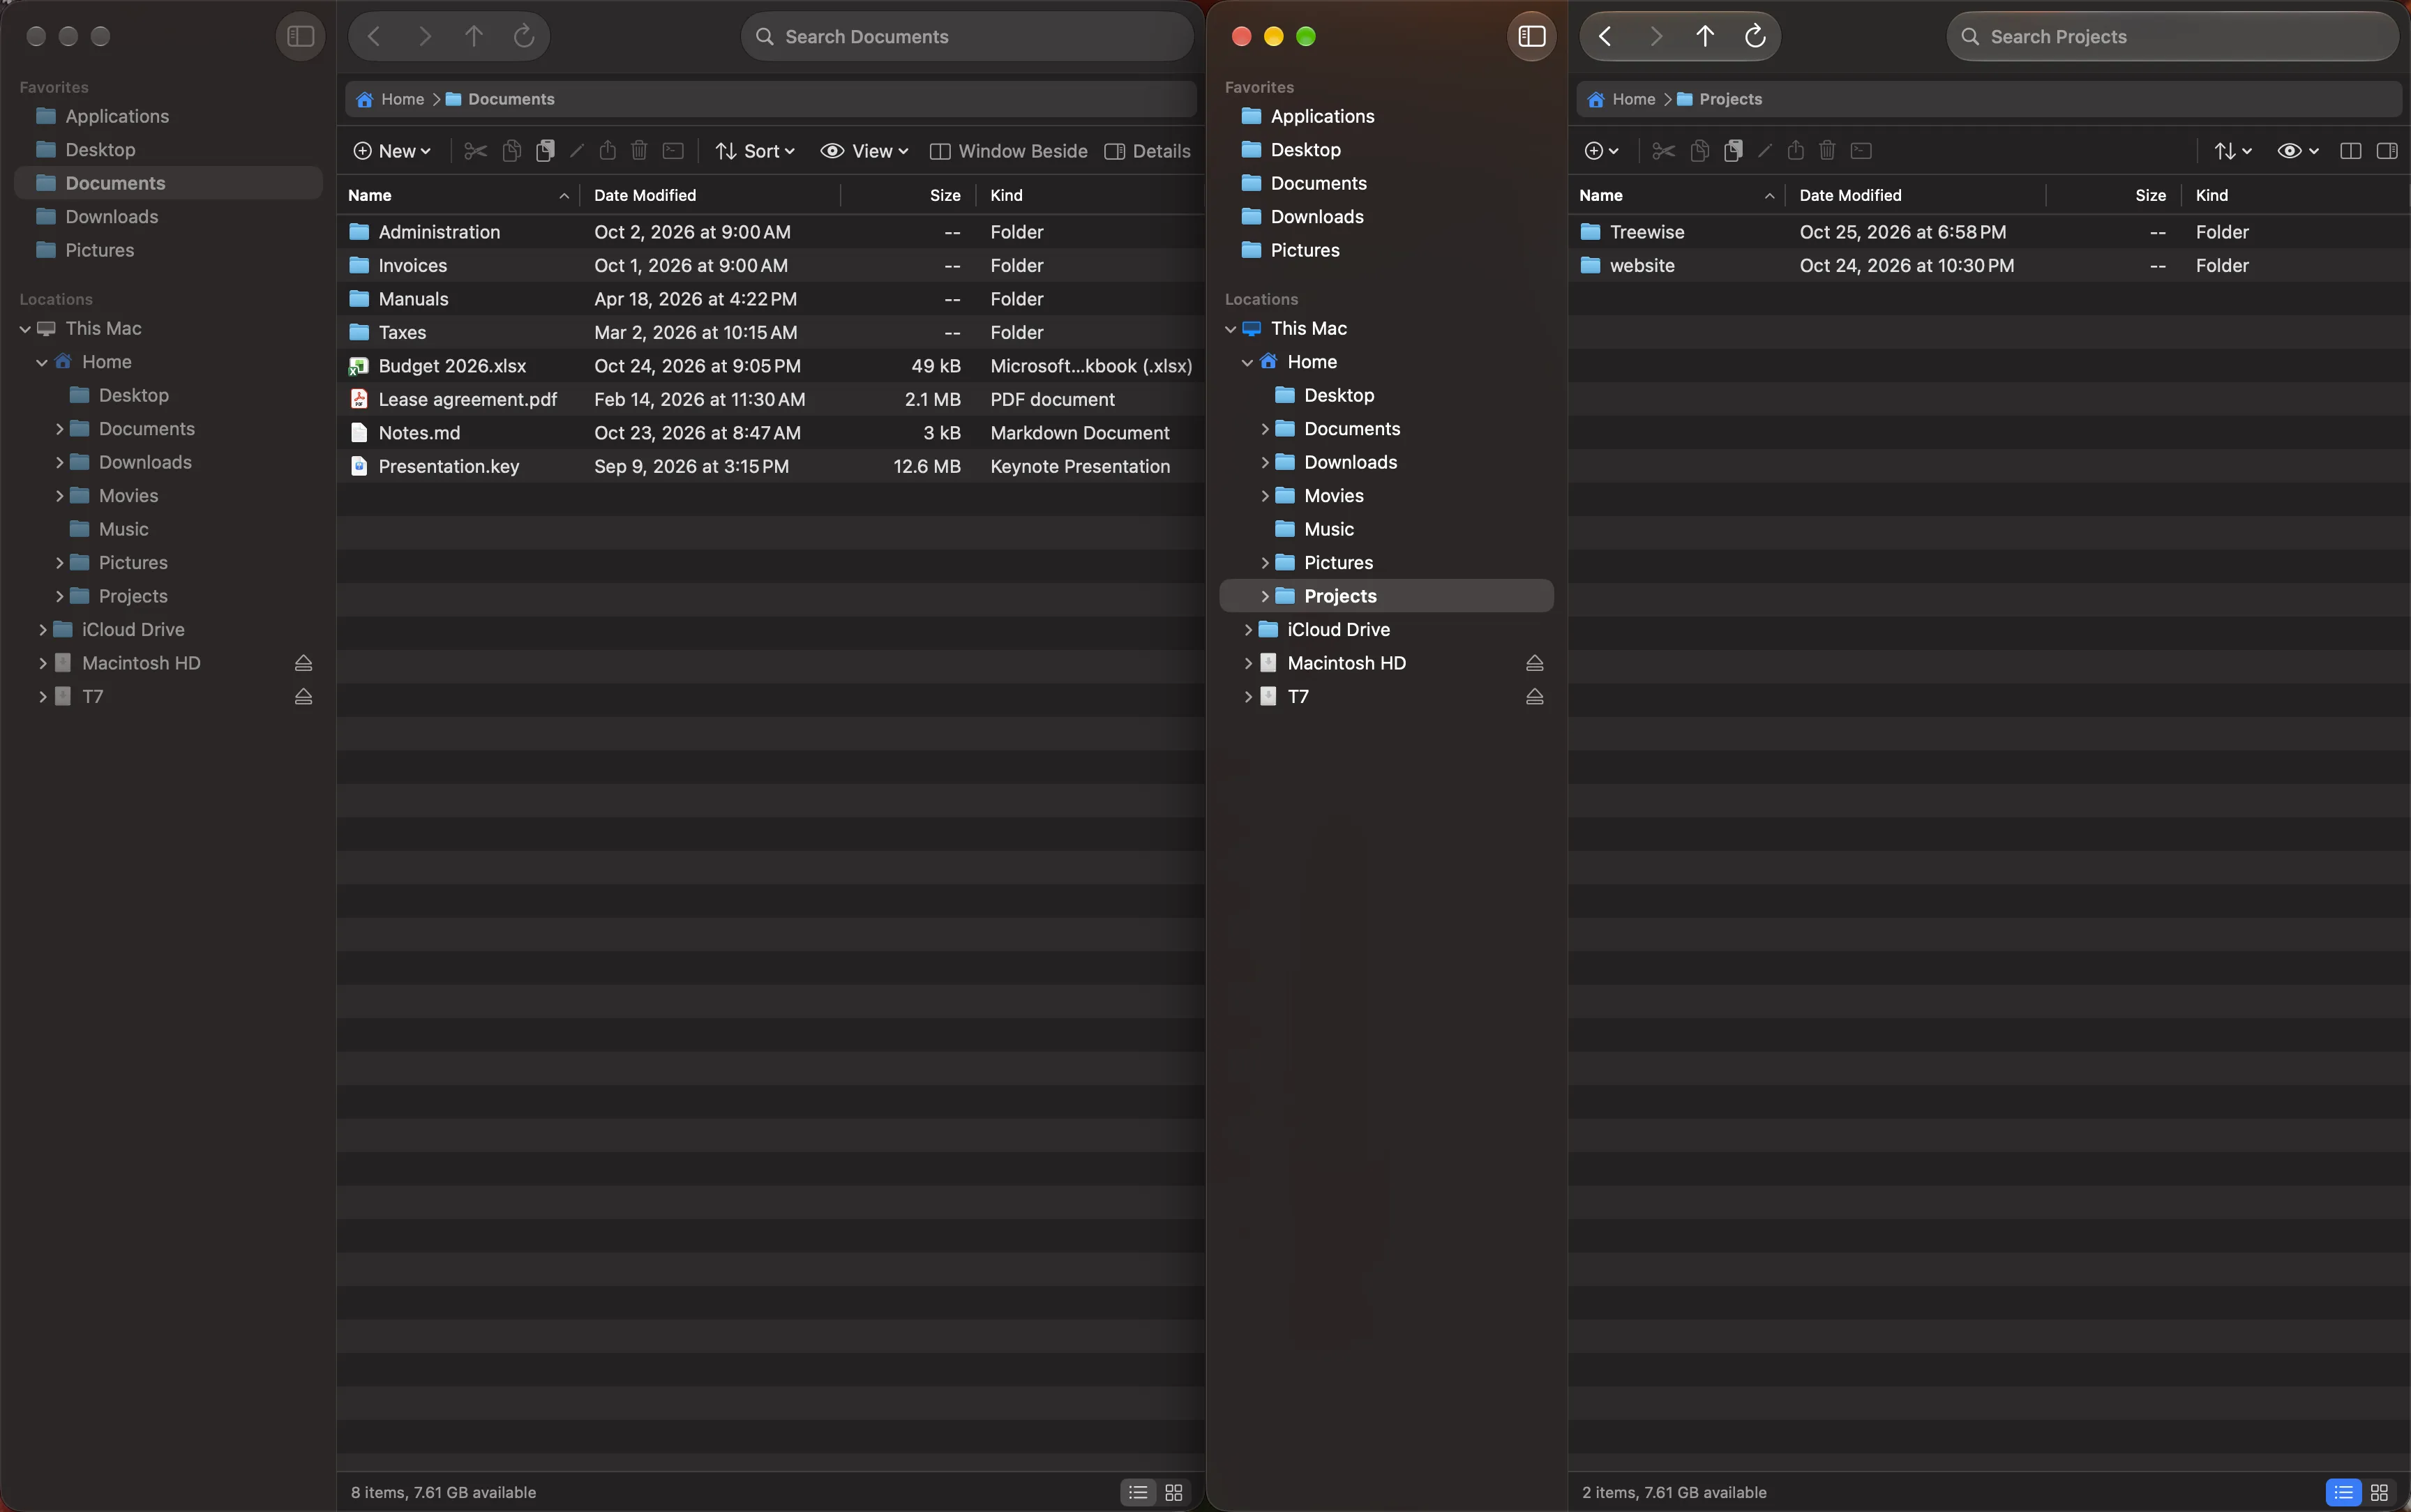 Search Documents
Favorites
Applications
Desktop
Documents
Downloads
Pictures
Locations
This Mac
Home
Desktop
Documents
Downloads
Movies
Music
Pictures
Projects
iCloud Drive
Macintosh HD
T7
Home Documents
New Sort View Window Beside Details
Name Date Modified Size Kind
Administration Oct 2, 2026 at 9:00 AM -- Folder
Invoices Oct 1, 2026 at 9:00 AM -- Folder
Manuals Apr 18, 2026 at 4:22 PM -- Folder
Taxes Mar 2, 2026 at 10:15 AM -- Folder
Budget 2026.xlsx Oct 24, 2026 at 9:05 PM 49 kB Microsoft...kbook (.xlsx)
Lease agreement.pdf Feb 14, 2026 at 11:30 AM 2.1 MB PDF document
Notes.md Oct 23, 2026 at 8:47 AM 3 kB Markdown Document
Presentation.key Sep 9, 2026 at 3:15 PM 12.6 MB Keynote Presentation
8 items, 7.61 GB available
Search Projects
Favorites
Applications
Desktop
Documents
Downloads
Pictures
Locations
This Mac
Home
Desktop
Documents
Downloads
Movies
Music
Pictures
Projects
iCloud Drive
Macintosh HD
T7
Home Projects
Name Date Modified Size Kind
Treewise Oct 25, 2026 at 6:58 PM -- Folder
website Oct 24, 2026 at 10:30 PM -- Folder
2 items, 7.61 GB available